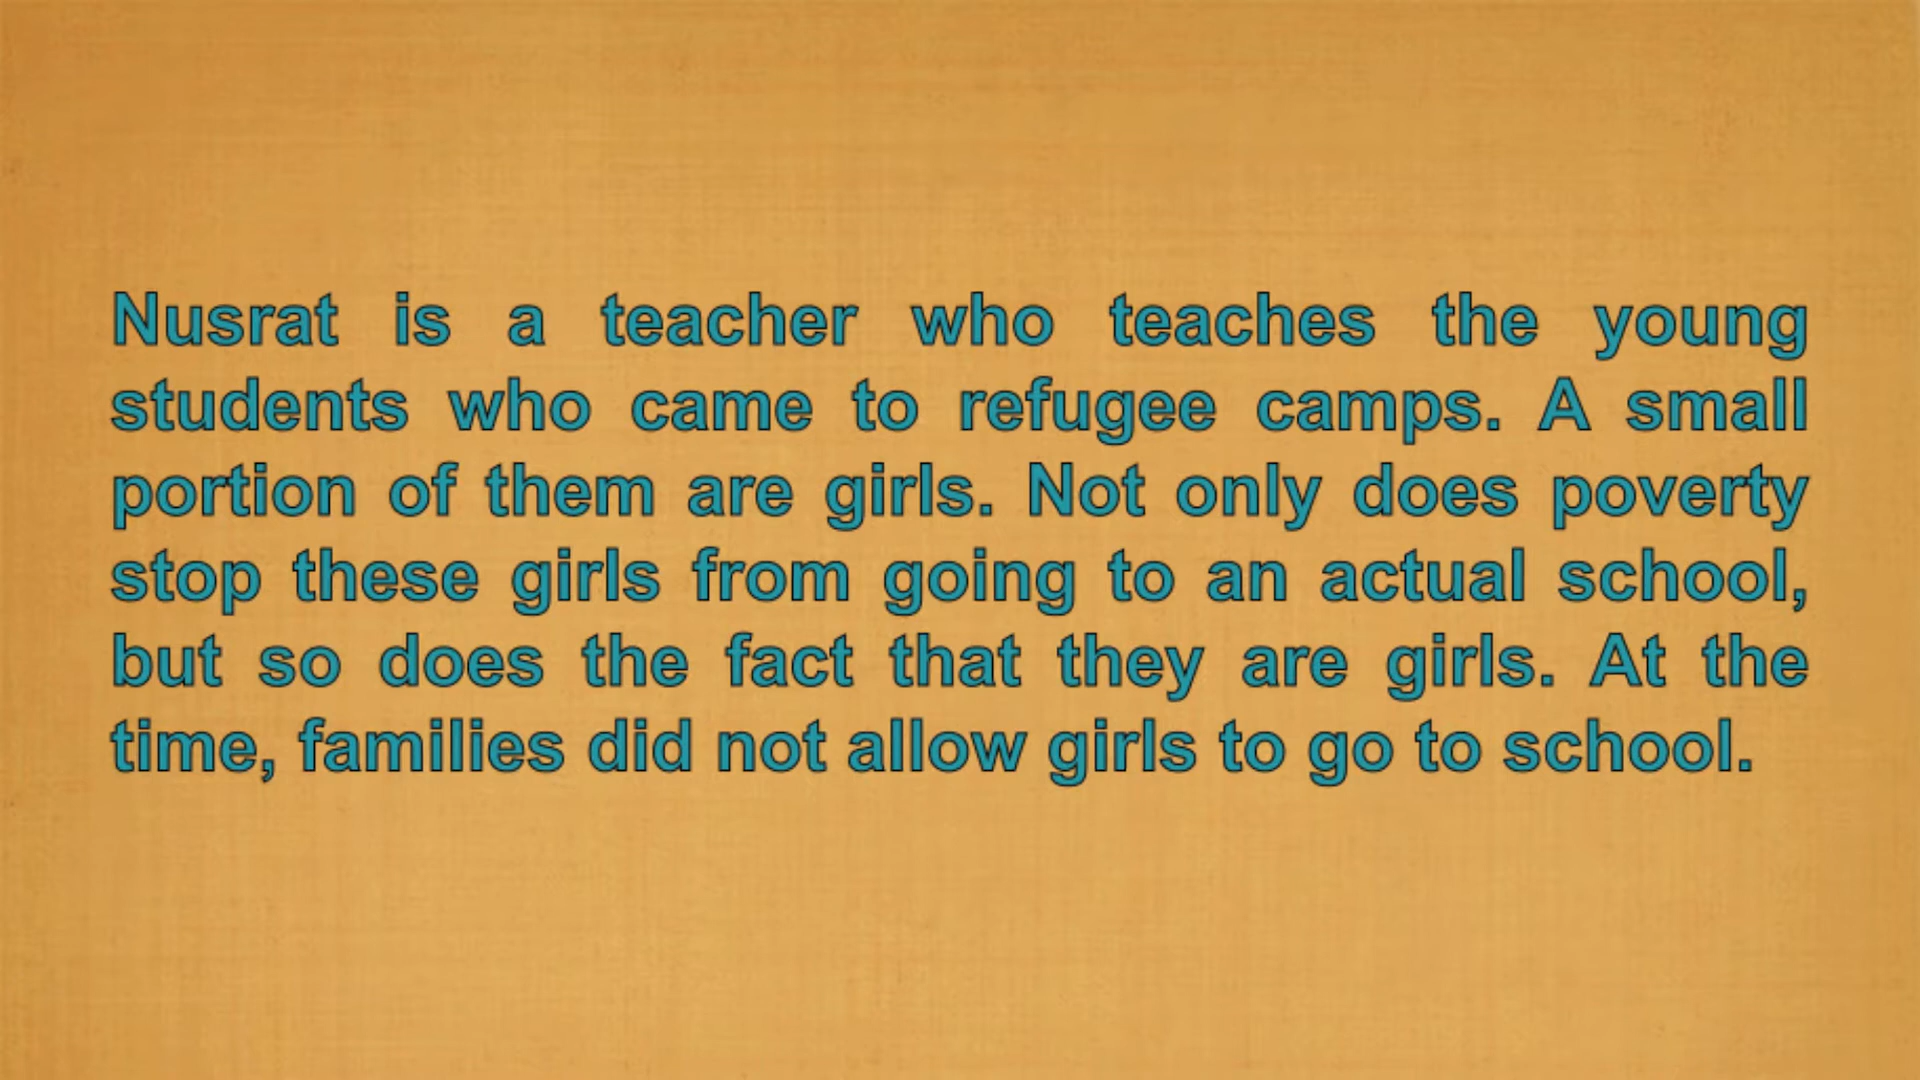 Nusrat is a teacher who teaches the young
students who came to refugee camps. A small
portion of them are girls. Not only does poverty
stop these girls from going to an actual school,
but so does the fact that they are girls. At the
time, families did not allow girls to go to school.